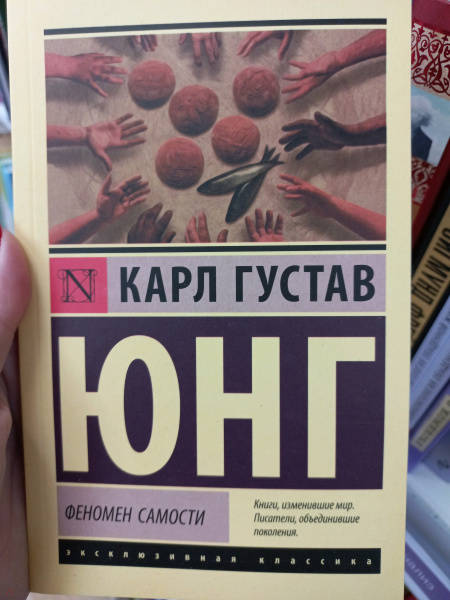 N
КАРЛ ГУСТАВ
ЮНГ
ФЕНОМЕН САМОСТИ
Книги, изменившие мир.
Писатели, объединившие
поколения.
эксклюзивная классика